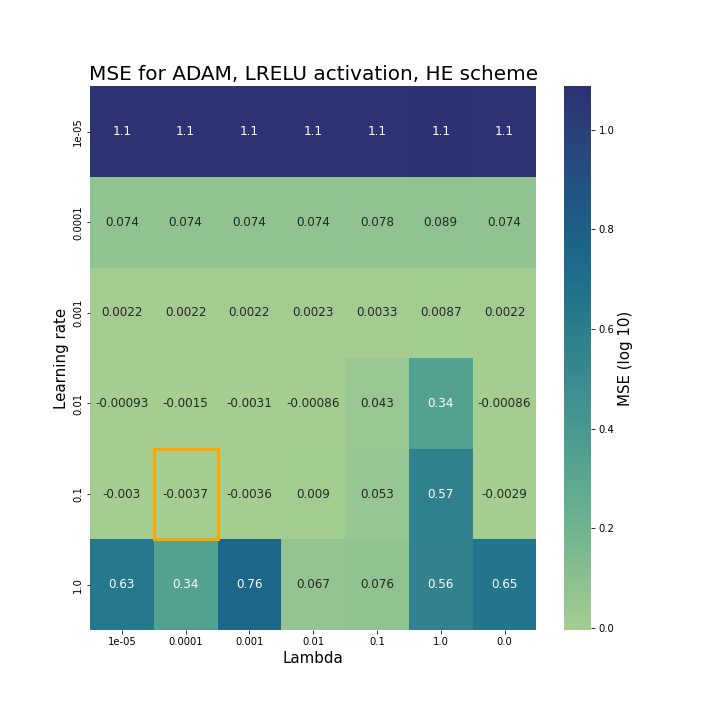 MSE for ADAM, LRELU activation, HE scheme
1e-05 1.1 1.1 1.1 1.1 1.1 1.1 1.1
0.0001 0.074 0.074 0.074 0.074 0.078 0.089 0.074
0.001 0.0022 0.0022 0.0022 0.0023 0.0033 0.0087 0.0022
0.01 -0.00093 -0.0015 -0.0031 -0.00086 0.043 0.34 -0.00086
0.1 -0.003 -0.0037 -0.0036 0.009 0.053 0.57 -0.0029
1.0 0.63 0.34 0.76 0.067 0.076 0.56 0.65
1e-05 0.0001 0.001 0.01 0.1 1.0 0.0
Lambda
Learning rate
1.0
0.8
0.6
0.4
0.2
0.0
MSE (log 10)